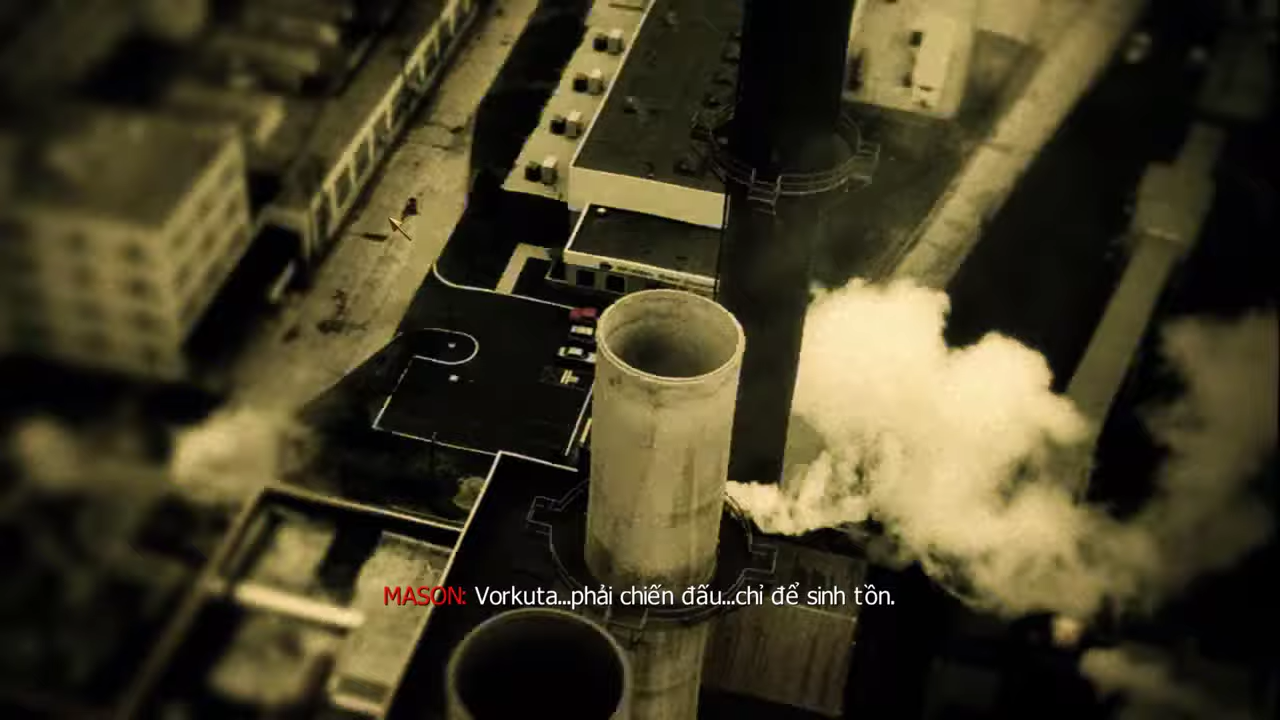 MASON: Vorkuta...phải chiến đấu...chỉ để sinh tồn.